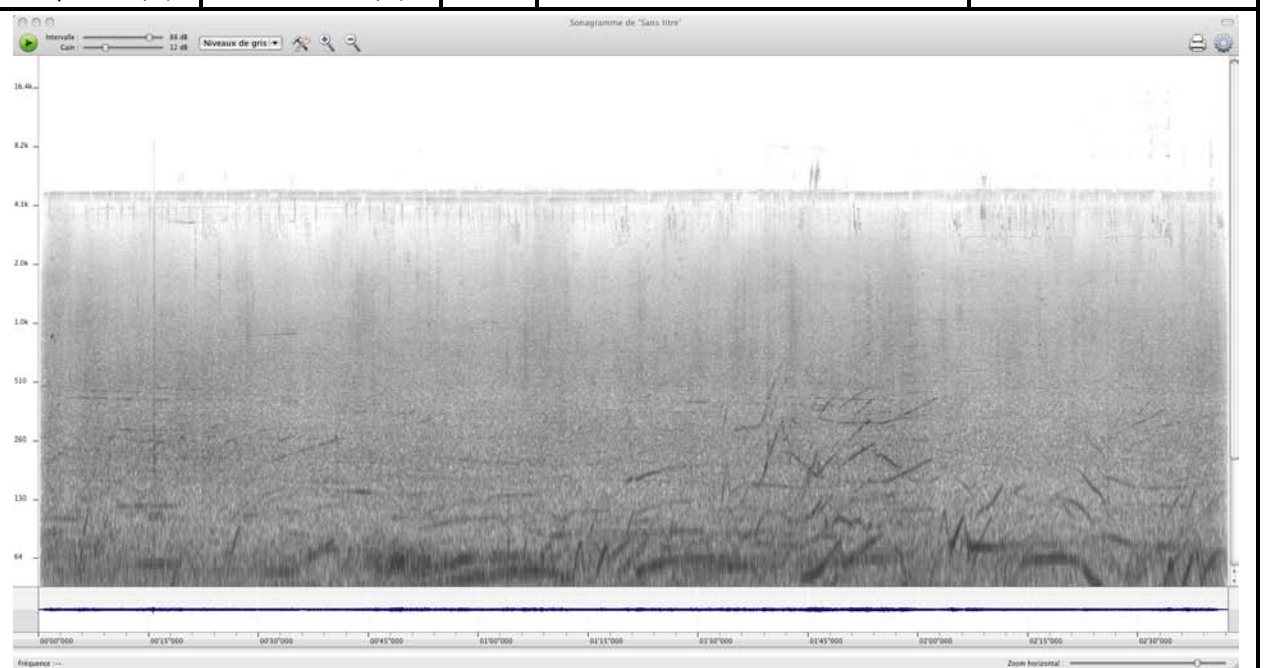 Sonagramme de 'Sans titre'
Intervalle : 88 dB
Gain : 12 dB
Niveaux de gris
16.4k
8.2k
4.1k
2.0k
1.0k
510
260
130
64
00'00"000 00'15"000 00'30"000 00'45"000 01'00"000 01'15"000 01'30"000 01'45"000 02'00"000 02'15"000 02'30"000
Fréquence :-- Zoom horizontal :